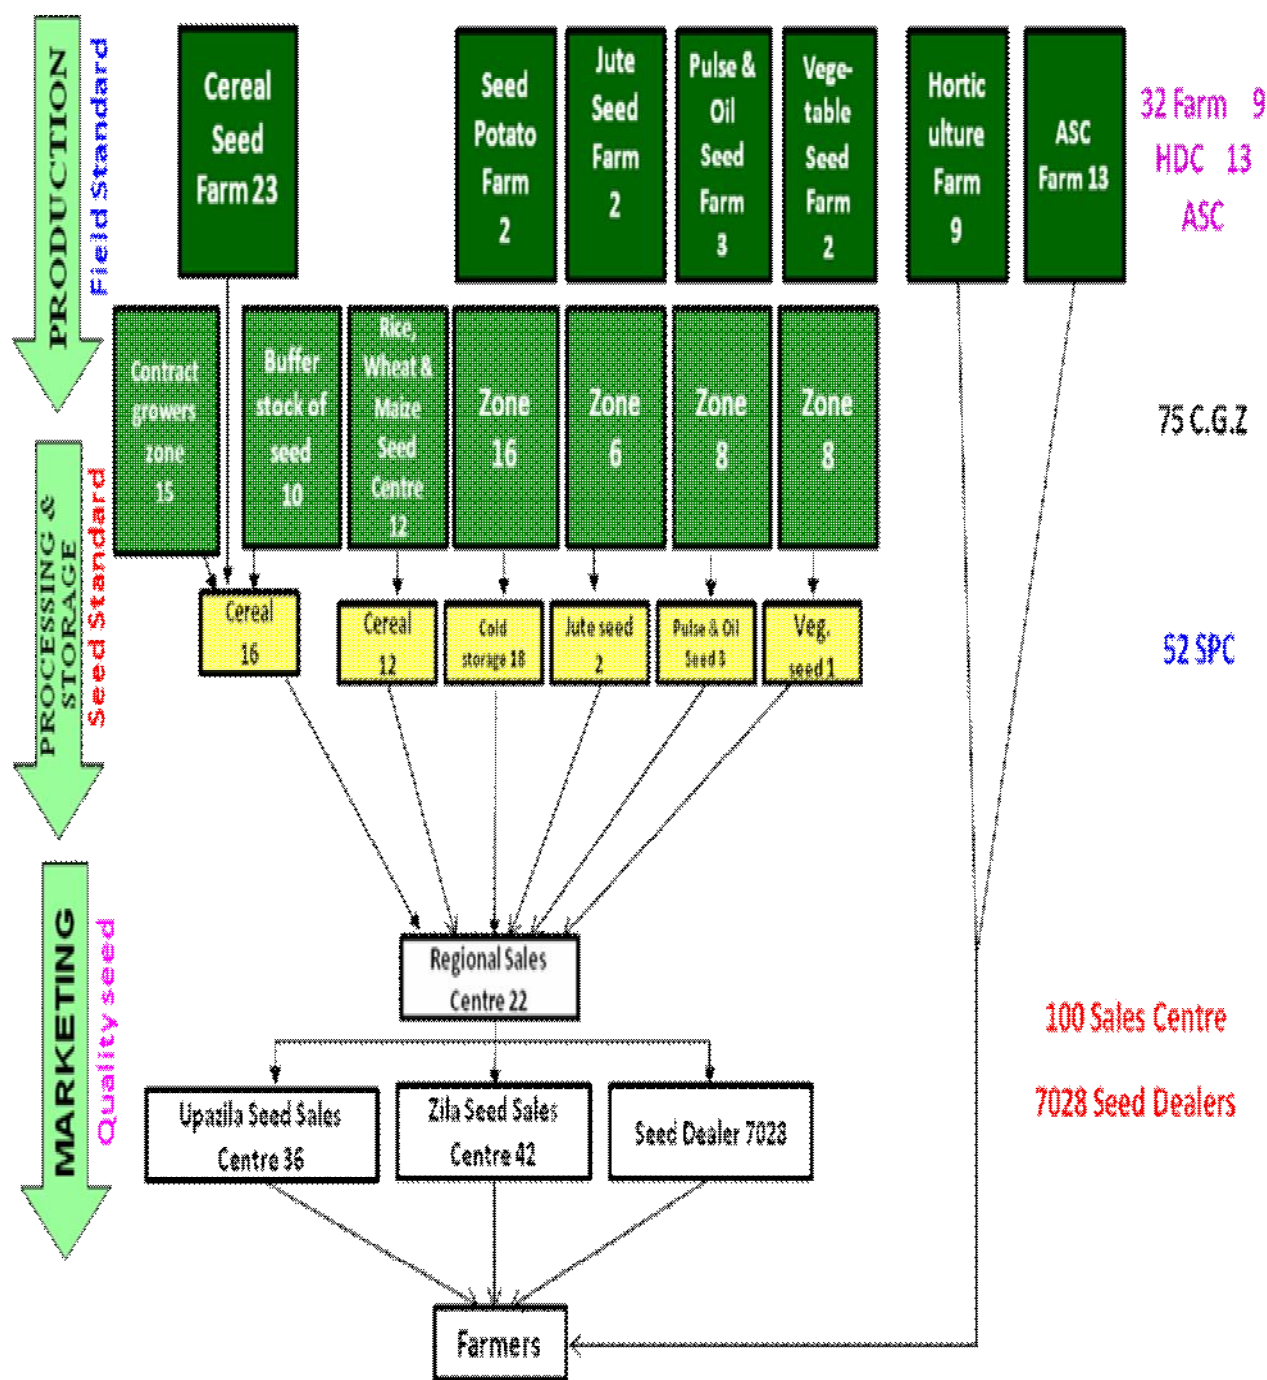 PRODUCTION
Field Standard
Cereal
Seed
Farm 23
Seed
Potato
Farm
2
Jute
Seed
Farm
2
Pulse &
Oil
Seed
Farm
3
Vege-
table
Seed
Farm
2
Hortic
ulture
Farm
9
ASC
Farm 13
32 Farm 9
HDC 13
ASC
Contract
growers
zone
15
Buffer
stock of
seed
10
Rice,
Wheat &
Maize
Seed
Centre
12
Zone
16
Zone
6
Zone
8
Zone
8
75 C.G.Z
PROCESSING &
STORAGE
Seed Standard
Cereal
16
Cereal
12
Cold
storage 18
Jute seed
2
Pulse & Oil
Seed 3
Veg.
seed 1
52 SPC
MARKETING
Quality seed
Regional Sales
Centre 22
100 Sales Centre
7028 Seed Dealers
Upazila Seed Sales
Centre 36
Zila Seed Sales
Centre 42
Seed Dealer 7028
Farmers